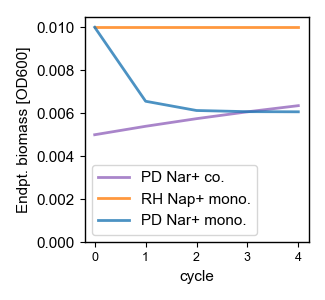 Endpt. biomass [OD600]
0.010
0.008
0.006
0.004
0.002
0.000
PD Nar+ co.
RH Nap+ mono.
PD Nar+ mono.
0 1 2 3 4
cycle